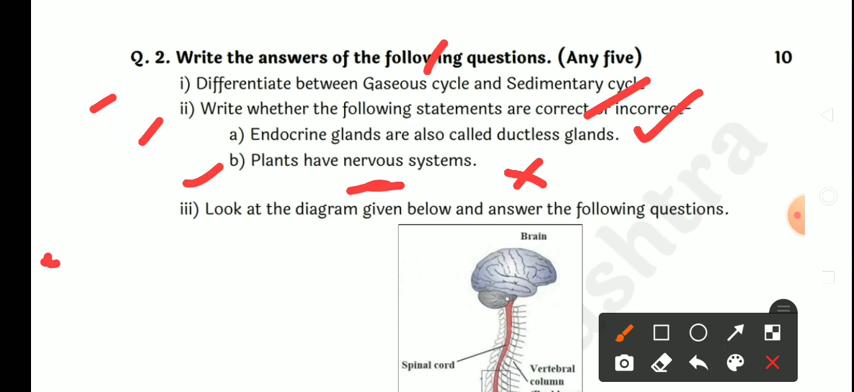 Q. 2. Write the answers of the following questions. (Any five) 10
i) Differentiate between Gaseous cycle and Sedimentary cycle
ii) Write whether the following statements are correct or incorrect-
a) Endocrine glands are also called ductless glands.
b) Plants have nervous systems.
iii) Look at the diagram given below and answer the following questions.
Brain
Spinal cord
Vertebral
column